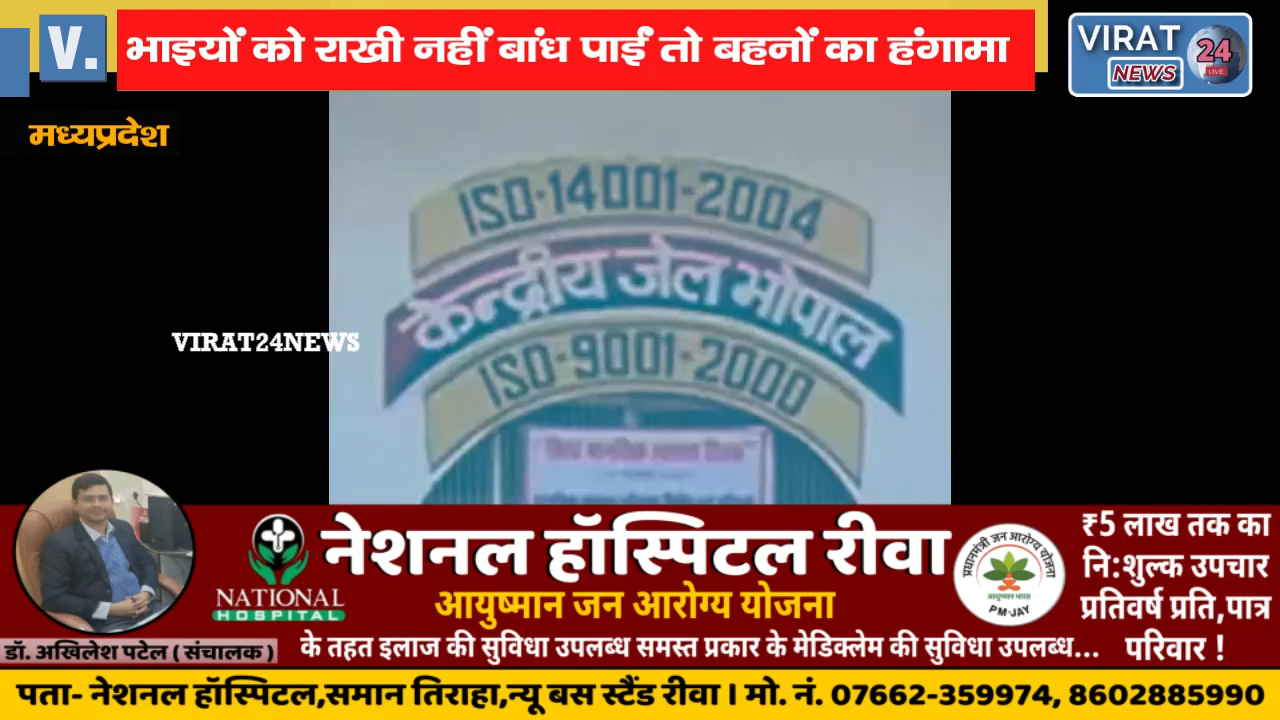 V.
भाइयों को राखी नहीं बांध पाईं तो बहनों का हंगामा
VIRAT
NEWS
24
LIVE
मध्यप्रदेश
ISO-14001-2004
केन्द्रीय जेल भोपाल
ISO-9001-2000
VIRAT24NEWS
NATIONAL
HOSPITAL
नेशनल हॉस्पिटल रीवा
आयुष्मान जन आरोग्य योजना
के तहत इलाज की सुविधा उपलब्ध समस्त प्रकार के मेडिक्लेम की सुविधा उपलब्ध...
प्रधानमंत्री जन आरोग्य योजना
आयुष्मान भारत
PM-JAY
₹5 लाख तक का
नि:शुल्क उपचार
प्रतिवर्ष प्रति,पात्र
परिवार !
डॉ. अखिलेश पटेल ( संचालक )
पता- नेशनल हॉस्पिटल,समान तिराहा,न्यू बस स्टैंड रीवा । मो. नं. 07662-359974, 8602885990